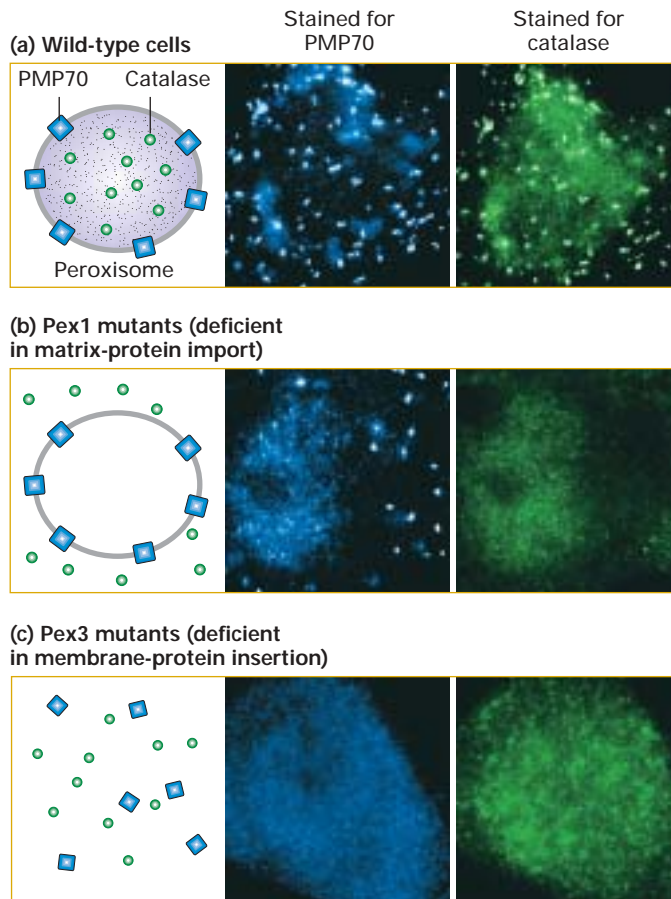 Stained for
PMP70
Stained for
catalase
(a) Wild-type cells
PMP70
Catalase
Peroxisome
(b) Pex1 mutants (deficient
in matrix-protein import)
(c) Pex3 mutants (deficient
in membrane-protein insertion)